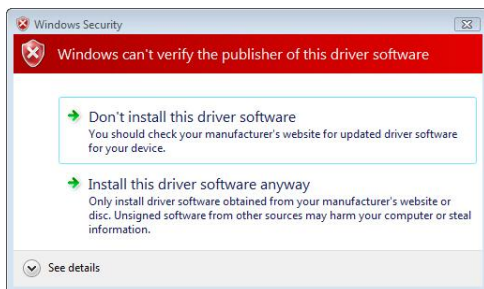 Windows Security
Windows can't verify the publisher of this driver software
Don't install this driver software
You should check your manufacturer's website for updated driver software
for your device.
Install this driver software anyway
Only install driver software obtained from your manufacturer's website or
disc. Unsigned software from other sources may harm your computer or steal
information.
See details